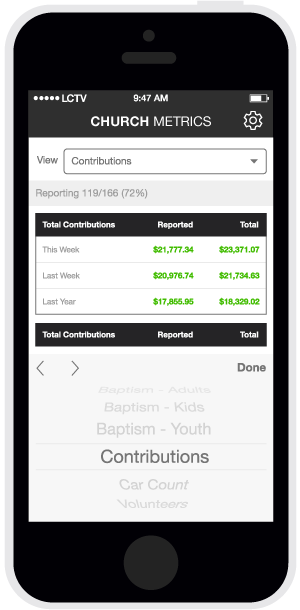 LCTV 9:47 AM
CHURCH METRICS
View Contributions
Reporting 119/166 (72%)
Total Contributions Reported Total
This Week $21,777.34 $23,371.07
Last Week $20,976.74 $21,734.63
Last Year $17,855.95 $18,329.02
Total Contributions Reported Total
Done
Baptism - Adults
Baptism - Kids
Baptism - Youth
Contributions
Car Count
Volunteers